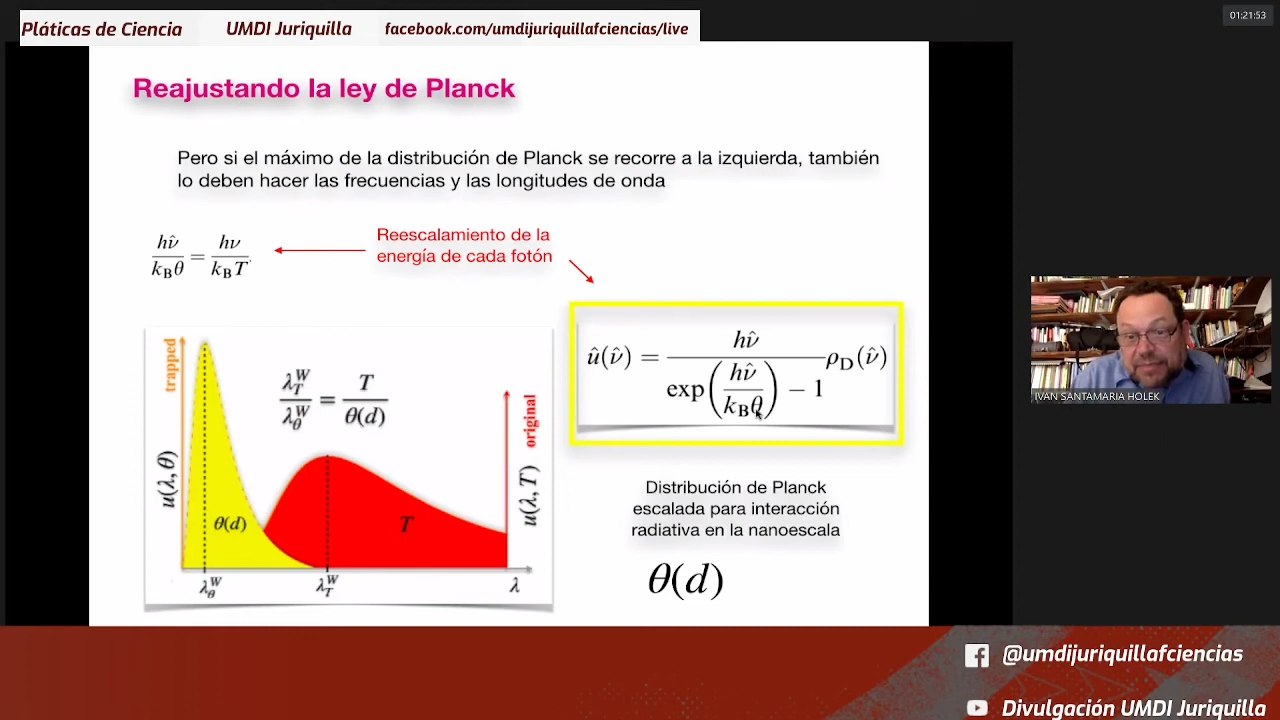 Pláticas de Ciencia UMDI Juriquilla facebook.com/umdijuriquillafciencias/live
01:21:53
Reajustando la ley de Planck
Pero si el máximo de la distribución de Planck se recorre a la izquierda, también
lo deben hacer las frecuencias y las longitudes de onda
Reescalamiento de la
energía de cada fotón
hν̂/k_Bθ = hν/k_BT.
û(ν̂) = hν̂ / (exp(hν̂/k_Bθ) − 1) ρ_D(ν̂)
trapped
λ_T^W/λ_θ^W = T/θ(d)
original
u(λ, θ)
u(λ, T)
θ(d)
T
λ_θ^W
λ_T^W
λ
Distribución de Planck
escalada para interacción
radiativa en la nanoescala
θ(d)
IVAN SANTAMARIA HOLEK
@umdijuriquillafciencias
Divulgación UMDI Juriquilla